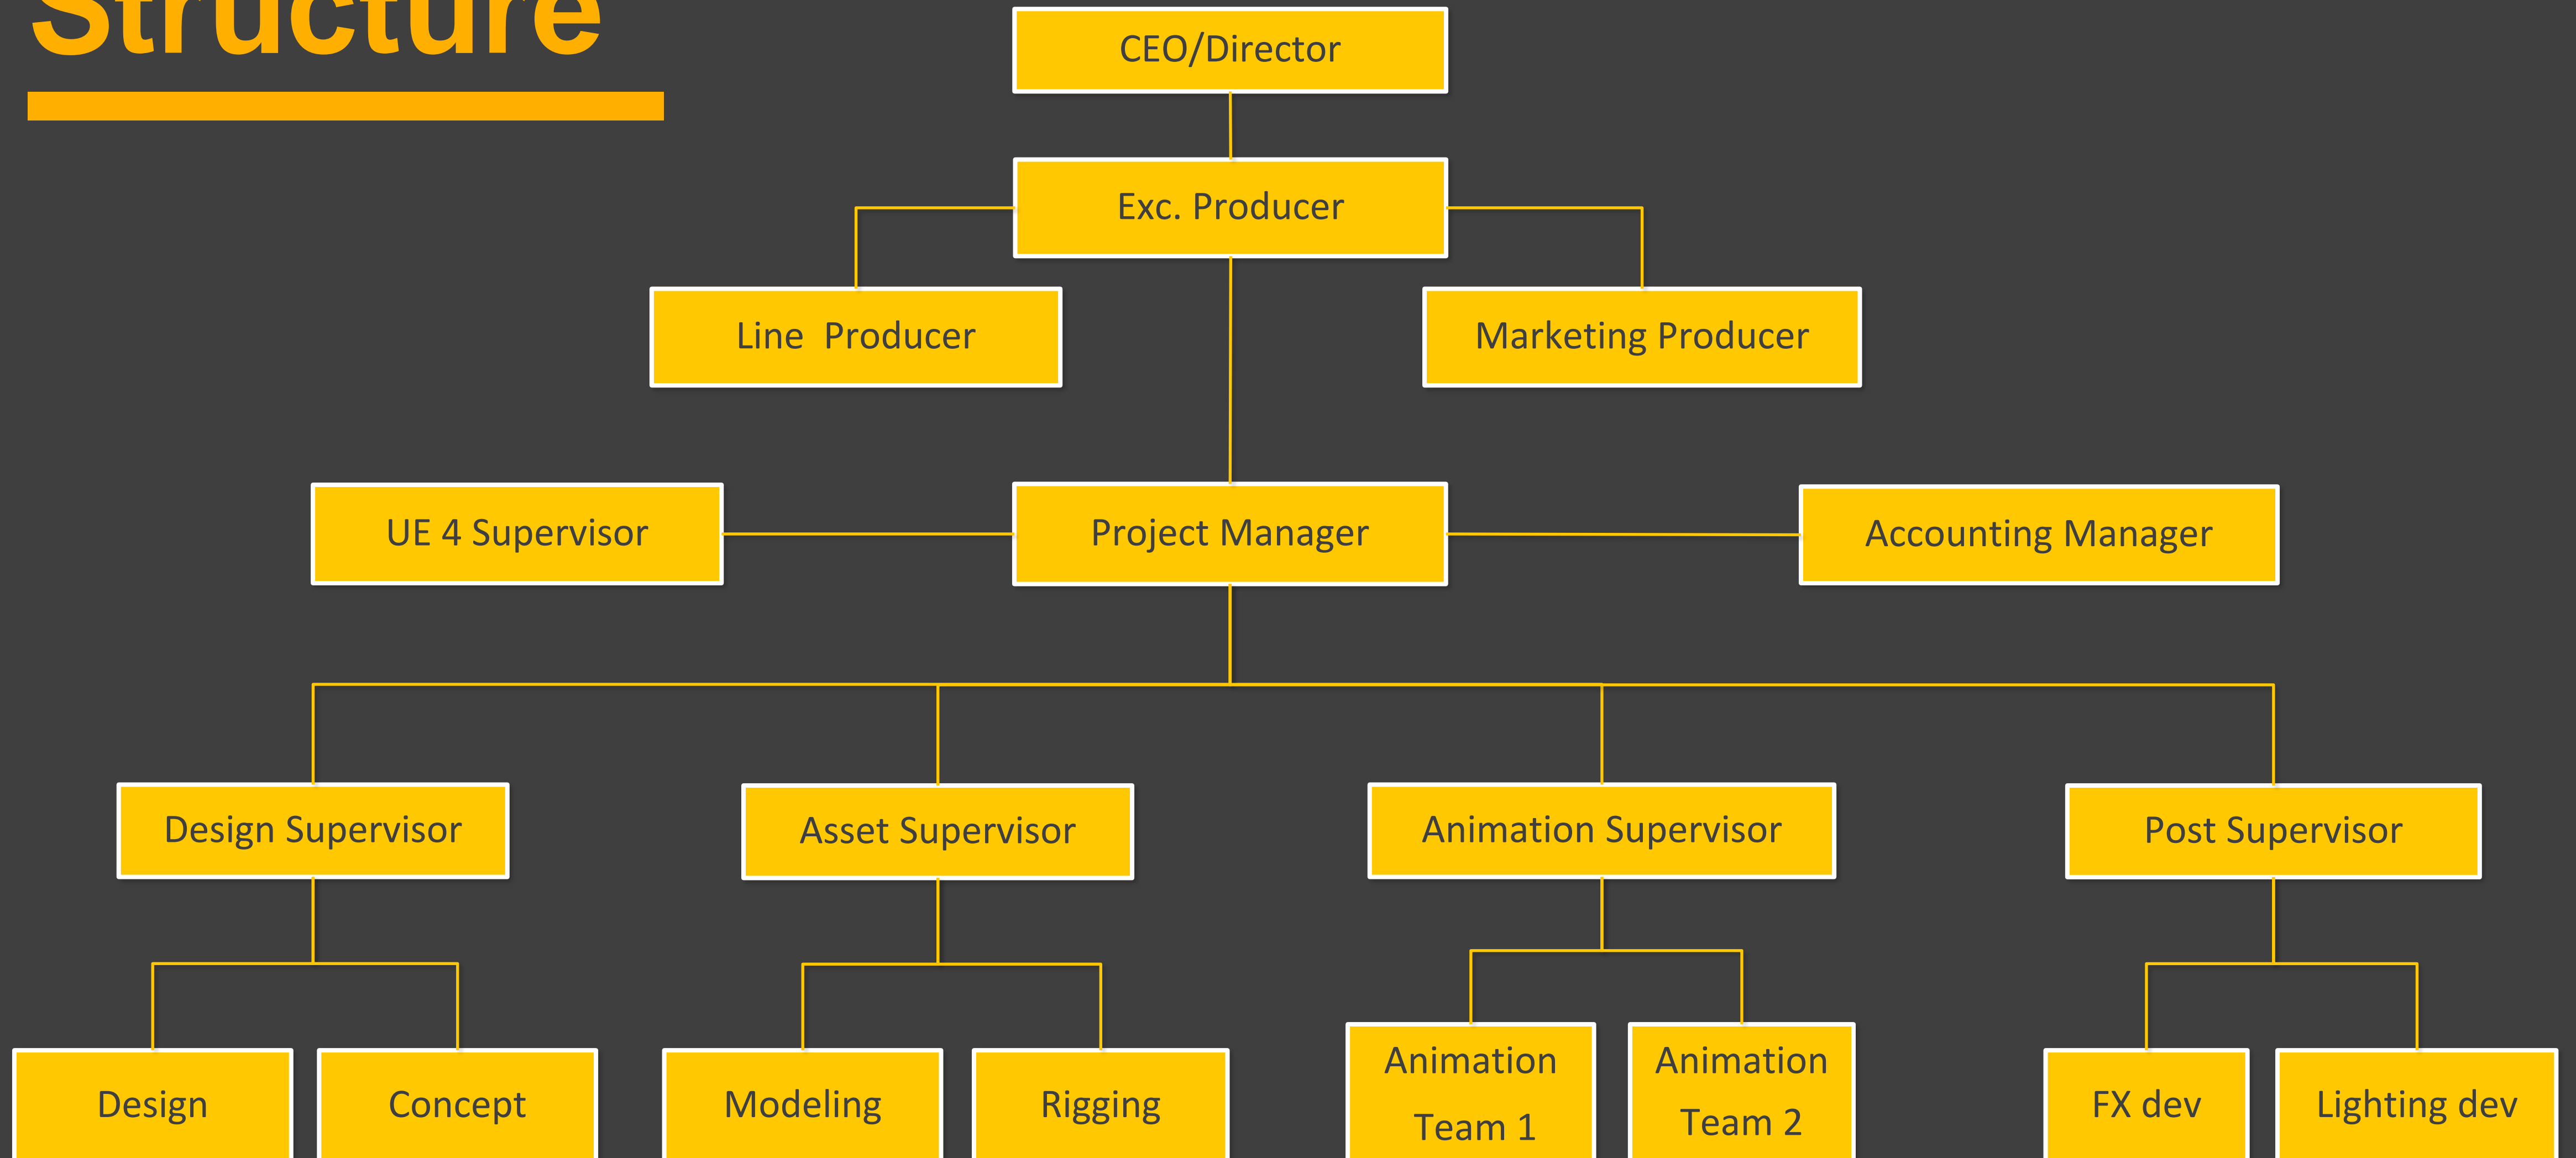 Structure
CEO/Director
Exc. Producer
Line  Producer
Marketing Producer
UE 4 Supervisor
Project Manager
Accounting Manager
Design Supervisor
Asset Supervisor
Animation Supervisor
Post Supervisor
Design
Concept
Modeling
Rigging
Animation
Team 1
Animation
Team 2
FX dev
Lighting dev